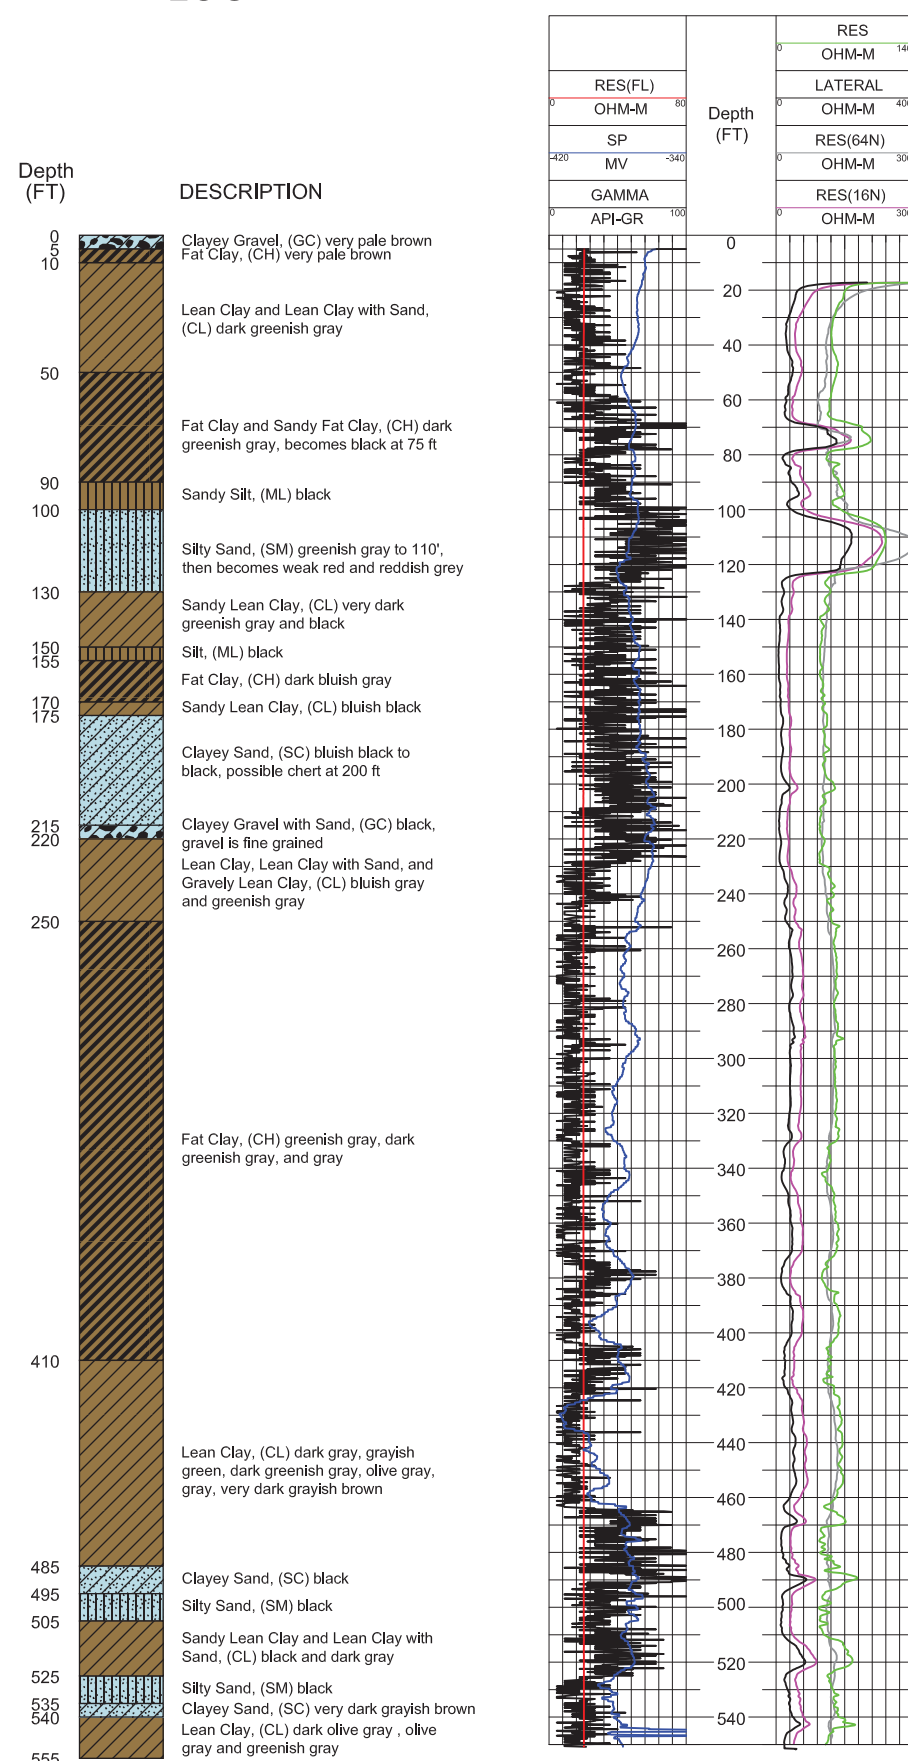 RES
0 OHM-M
RES(FL)
0 OHM-M 80
LATERAL
0 OHM-M 400
SP
-420 MV -340
Depth
(FT)
RES(64N)
0 OHM-M 300
GAMMA
0 API-GR 100
RES(16N)
0 OHM-M 300
Depth
(FT)
DESCRIPTION
0
Clayey Gravel, (GC) very pale brown
5
Fat Clay, (CH) very pale brown
10
Lean Clay and Lean Clay with Sand,
(CL) dark greenish gray
50
Fat Clay and Sandy Fat Clay, (CH) dark
greenish gray, becomes black at 75 ft
90
Sandy Silt, (ML) black
100
Silty Sand, (SM) greenish gray to 110',
then becomes weak red and reddish grey
130
Sandy Lean Clay, (CL) very dark
greenish gray and black
150
Silt, (ML) black
155
Fat Clay, (CH) dark bluish gray
170
Sandy Lean Clay, (CL) bluish black
175
Clayey Sand, (SC) bluish black to
black, possible chert at 200 ft
215
Clayey Gravel with Sand, (GC) black,
gravel is fine grained
220
Lean Clay, Lean Clay with Sand, and
Gravely Lean Clay, (CL) bluish gray
and greenish gray
250
Fat Clay, (CH) greenish gray, dark
greenish gray, and gray
410
Lean Clay, (CL) dark gray, grayish
green, dark greenish gray, olive gray,
gray, very dark grayish brown
485
Clayey Sand, (SC) black
495
Silty Sand, (SM) black
505
Sandy Lean Clay and Lean Clay with
Sand, (CL) black and dark gray
525
Silty Sand, (SM) black
535
Clayey Sand, (SC) very dark grayish brown
540
Lean Clay, (CL) dark olive gray , olive
gray and greenish gray
555
0
20
40
60
80
100
120
140
160
180
200
220
240
260
280
300
320
340
360
380
400
420
440
460
480
500
520
540